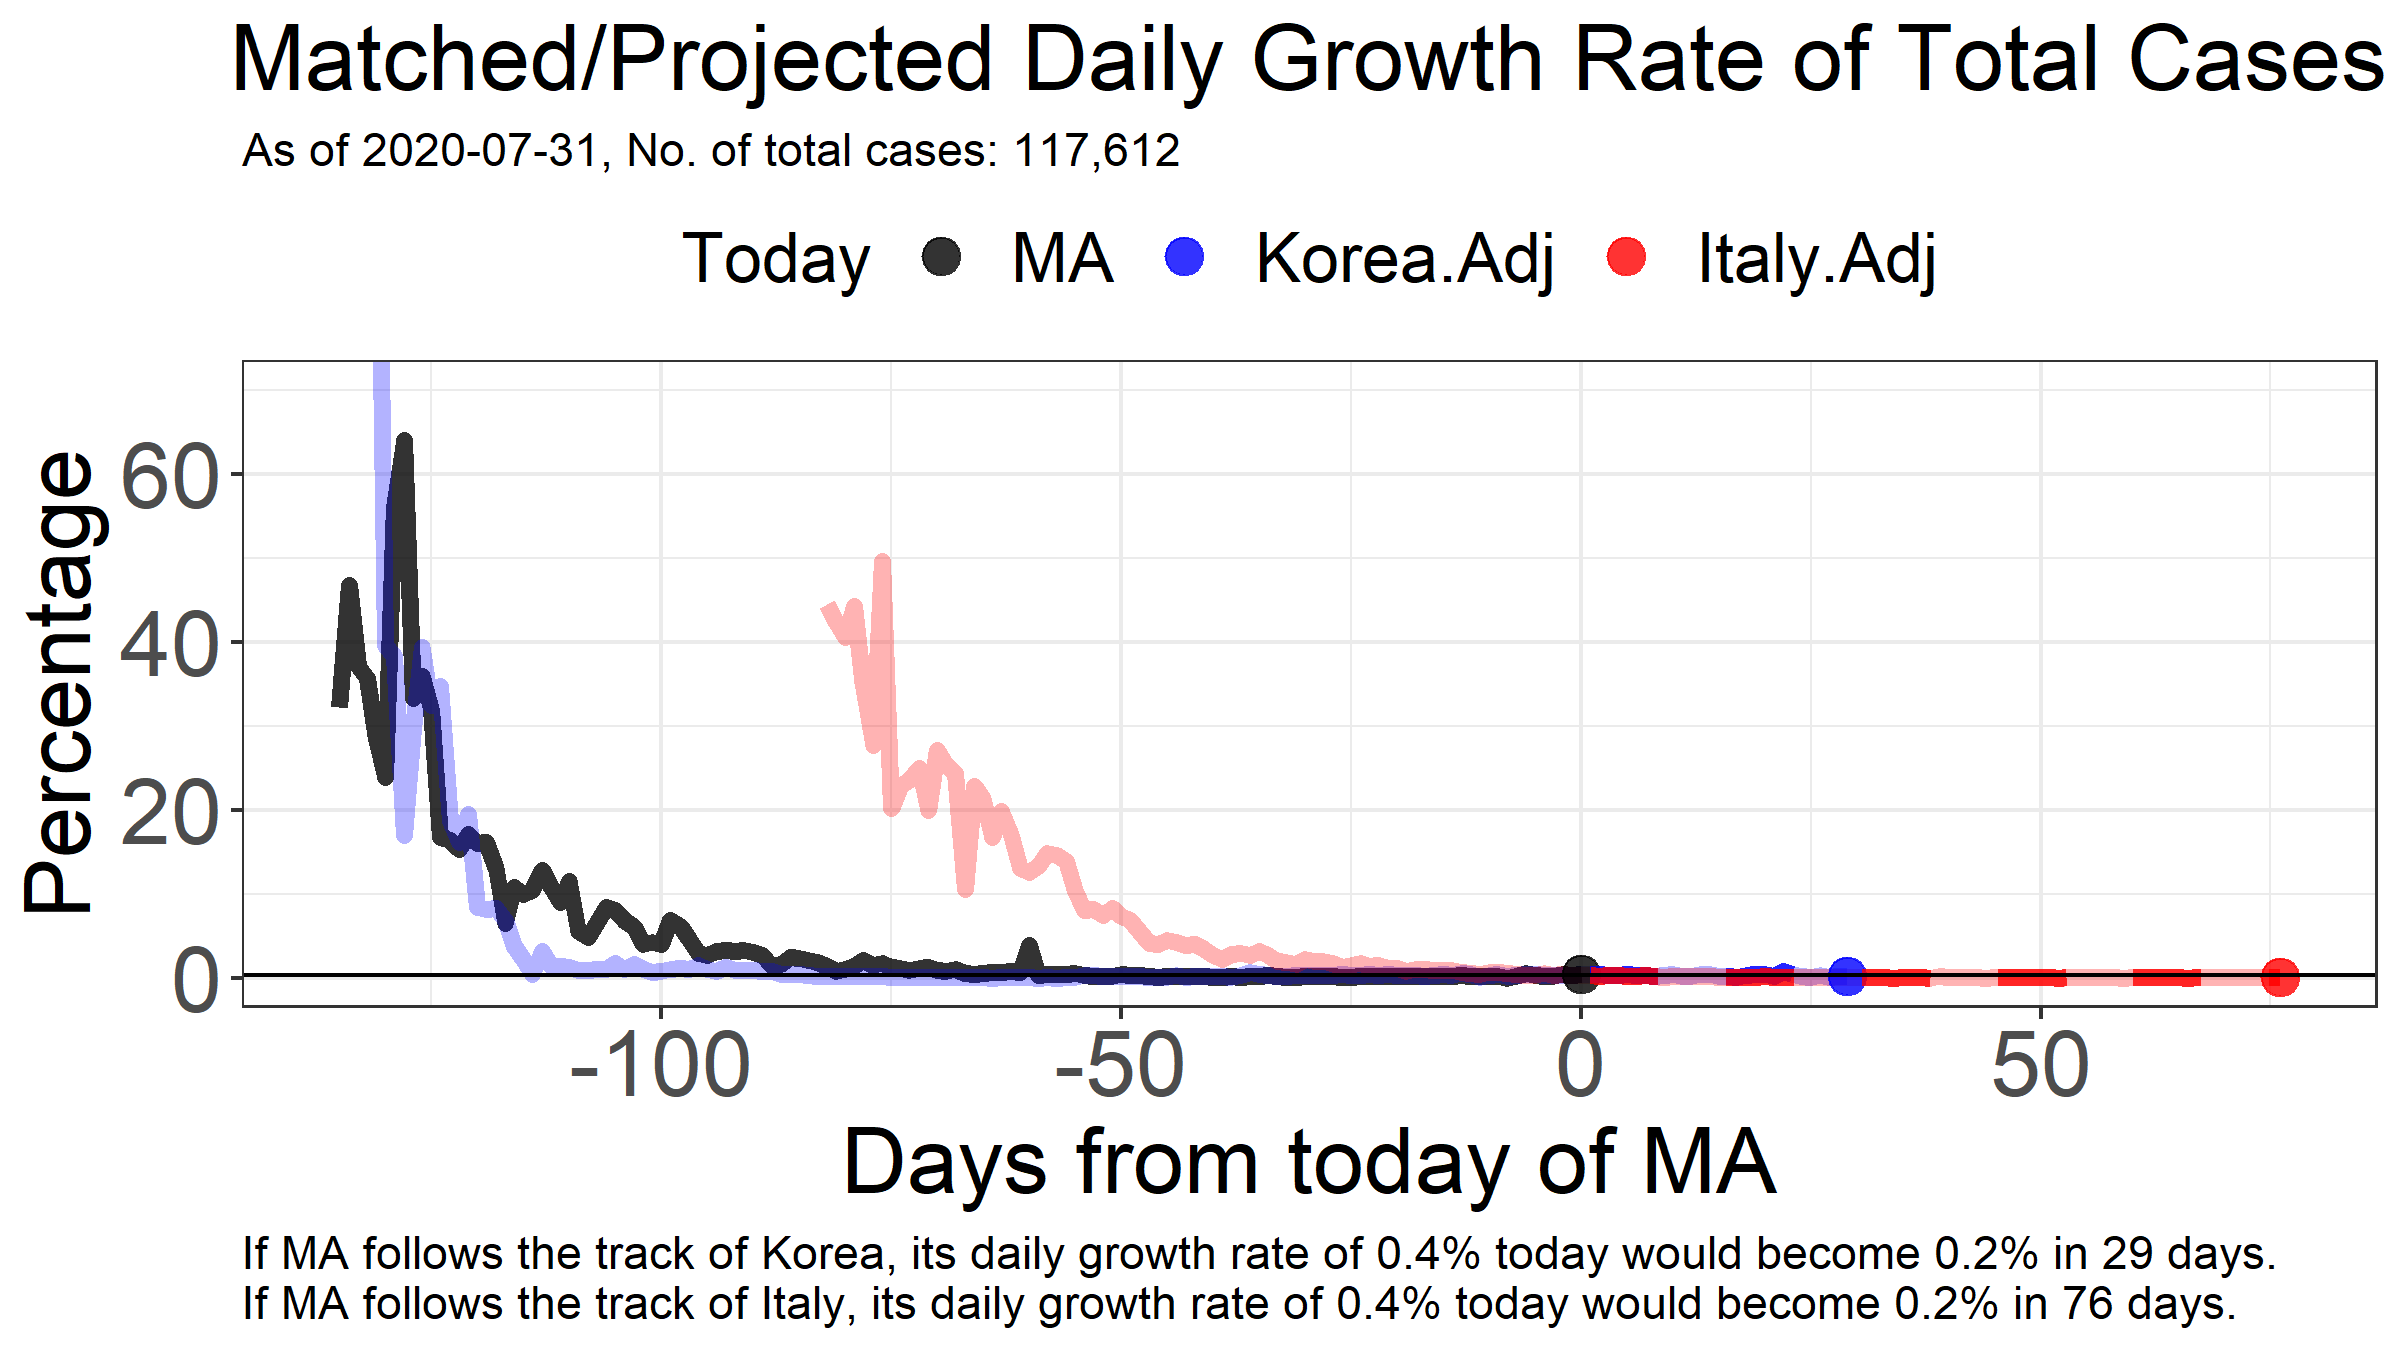 Matched/Projected Daily Growth Rate of Total Cases
As of 2020-07-31, No. of total cases: 117,612
Today MA Korea.Adj Italy.Adj
Percentage
60
40
20
0
-100 -50 0 50
Days from today of MA
If MA follows the track of Korea, its daily growth rate of 0.4% today would become 0.2% in 29 days.
If MA follows the track of Italy, its daily growth rate of 0.4% today would become 0.2% in 76 days.